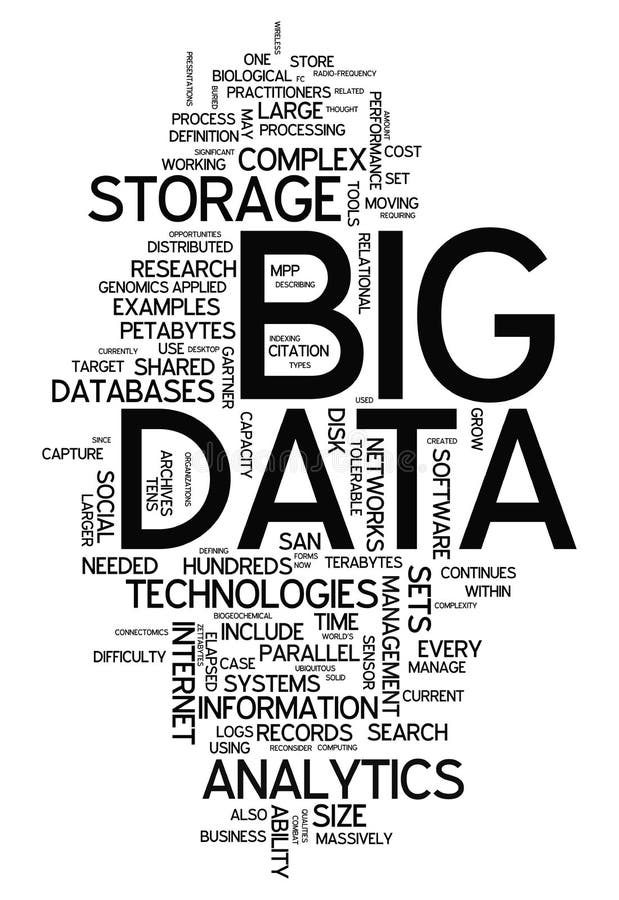 WIRELESS
PRESENTATIONS
ONE
STORE
BIOLOGICAL
FC
RADIO-FREQUENCY
BURIED
PRACTITIONERS
RELATED
PROCESS
MAY
LARGE
THOUGHT
PERFORMANCE
AMOUNT
DEFINITION
PROCESSING
SIGNIFICANT
WORKING
COMPLEX
COST
SET
STORAGE
TOOLS
MOVING
REQUIRING
OPPORTUNITIES
DISTRIBUTED
BIG
RELATIONAL
RESEARCH
MPP
DESCRIBING
GENOMICS APPLIED
EXAMPLES
PETABYTES
INDEXING
CITATION
TYPES
CURRENTLY
USE
DESKTOP
GARTNER
TARGET
SHARED
DATABASES
USED
DATA
CAPACITY
DISK
GROW
SINCE
CAPTURE
ARCHIVES
TENS
ORGANIZATIONS
TOLERABLE
NETWORKS
CREATED
SOFTWARE
SOCIAL
LARGER
dreamstime
DEFINING
SAN
FORMS
NOW
NEEDED
HUNDREDS
TERABYTES
CONTINUES
TECHNOLOGIES
MANAGEMENT
SETS
WITHIN
COMPLEXITY
BIOGEOCHEMICAL
TIME
CONNECTOMICS
INTERNET
ZETTABYTES
ELAPSED
INCLUDE
WORLD'S
SENSOR
EVERY
DIFFICULTY
CASE
PARALLEL
MANAGE
UBIQUITOUS
SYSTEMS
SOLID
CURRENT
INFORMATION
LOGS
RECORDS
SEARCH
USING
RECONSIDER
COMPUTING
ANALYTICS
ALSO
ABILITY
QUALITIES
COMBAT
SIZE
BUSINESS
MASSIVELY